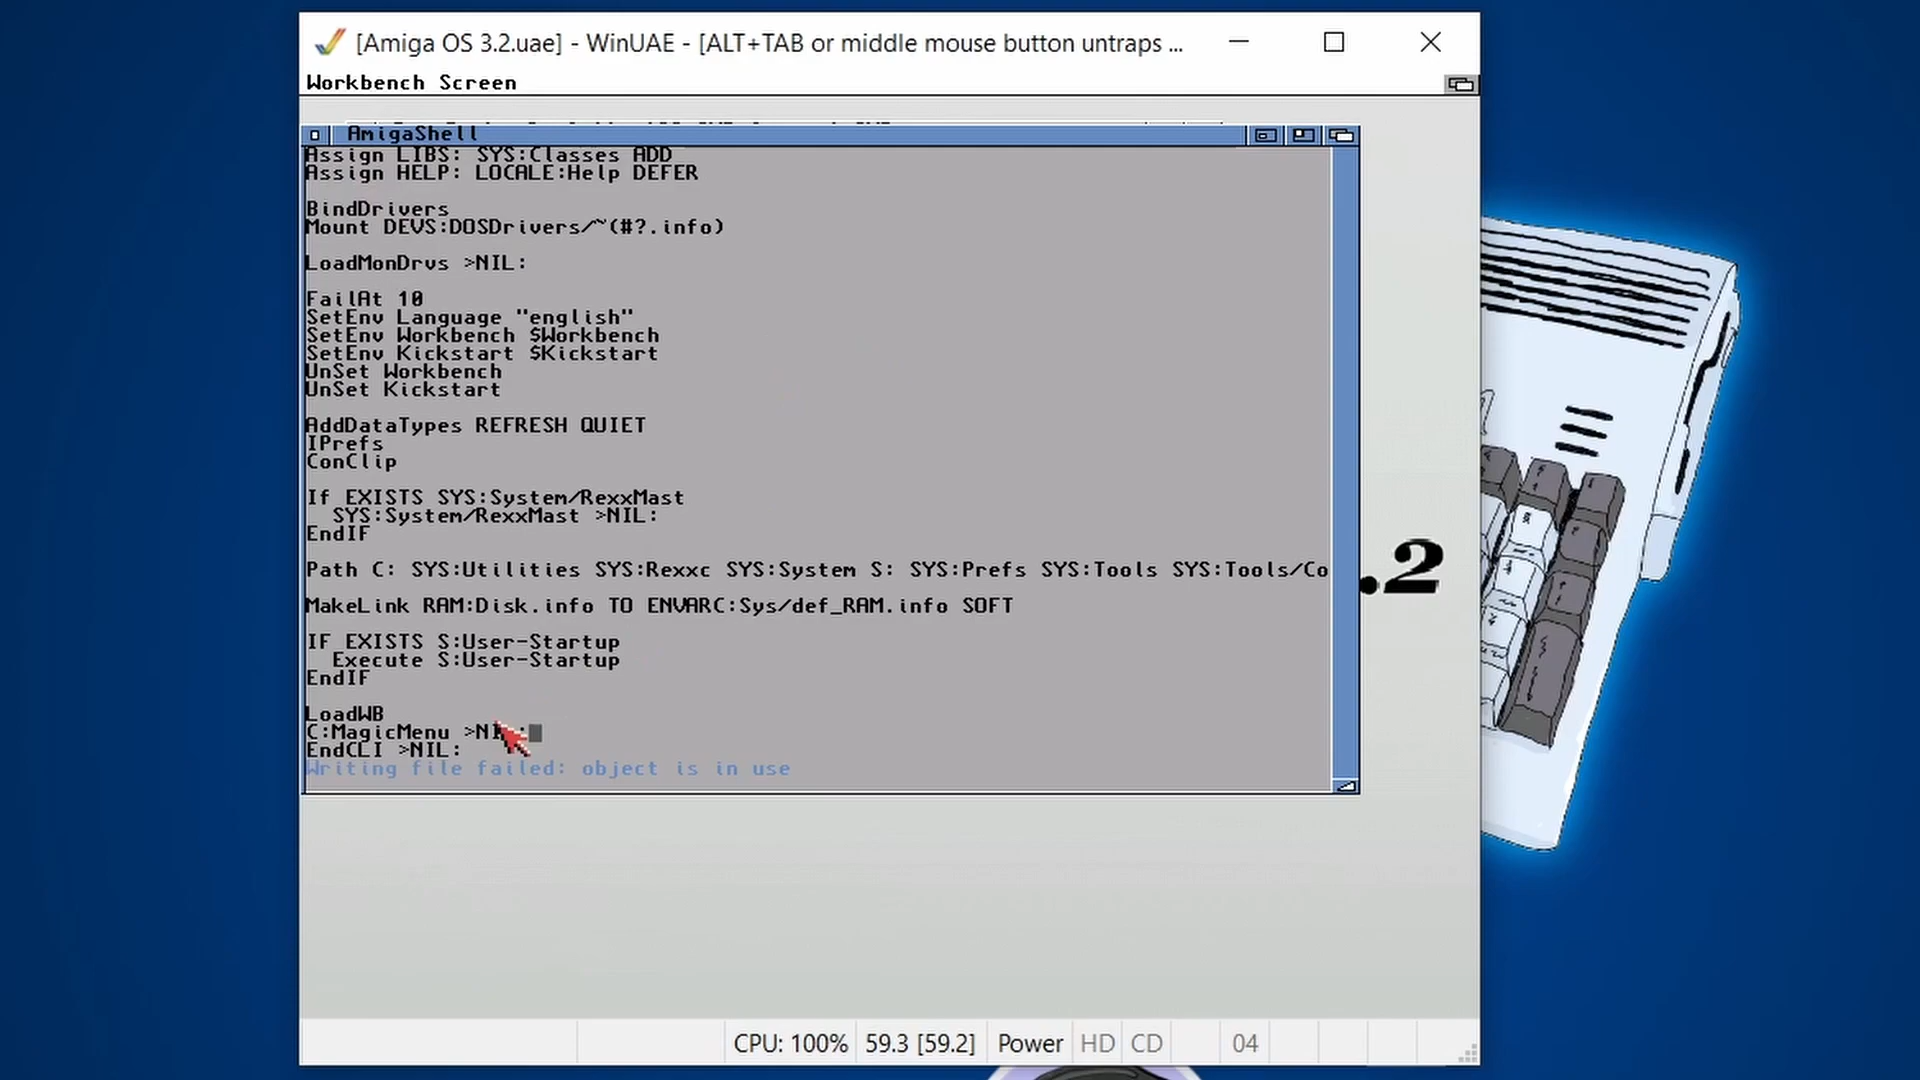 [Amiga OS 3.2.uae] - WinUAE - [ALT+TAB or middle mouse button untraps ...
Workbench Screen
AmigaShell
Assign LIBS: SYS:Classes ADD
Assign HELP: LOCALE:Help DEFER
BindDrivers
Mount DEVS:DOSDrivers/~(#?.info)
LoadMonDrvs >NIL:
FailAt 10
SetEnv Language "english"
SetEnv Workbench $Workbench
SetEnv Kickstart $Kickstart
UnSet Workbench
UnSet Kickstart
AddDataTypes REFRESH QUIET
IPrefs
ConClip
If EXISTS SYS:System/RexxMast
SYS:System/RexxMast >NIL:
EndIF
Path C: SYS:Utilities SYS:Rexxc SYS:System S: SYS:Prefs SYS:Tools SYS:Tools/Co
.2
MakeLink RAM:Disk.info TO ENVARC:Sys/def_RAM.info SOFT
IF EXISTS S:User-Startup
Execute S:User-Startup
EndIF
LoadWB
C:MagicMenu >NI
EndCLI >NIL:
Writing file failed: object is in use
CPU: 100% 59.3 [59.2] Power HD CD 04